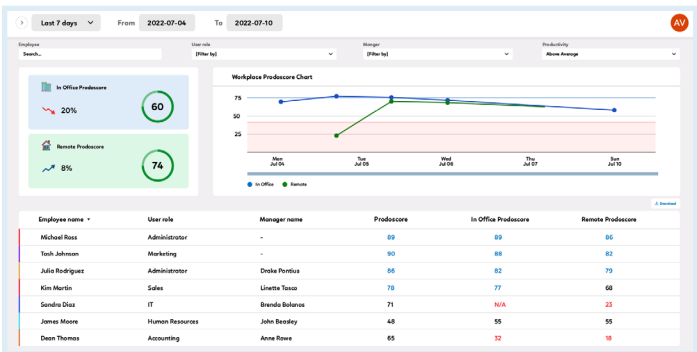 Last 7 days From 2022-07-04 To 2022-07-10 AV
Employee User role Manger Productivity
Search... [Filter by] [Filter by] Above Average
In Office Prodoscore
20% 60
Remote Prodoscore
8% 74
Workplace Prodoscore Chart
75
50
25
Mon Tue Wed Thu Sun
Jul 04 Jul 05 Jul 06 Jul 07 Jul 10
In Office Remote
Download
Employee name User role Manager name Prodoscore In Office Prodoscore Remote Prodoscore
Michael Ross Administrator - 89 89 86
Tosh Johnson Marketing - 90 88 82
Julia Rodriguez Administrator Drake Pontius 86 82 79
Kim Martin Sales Linette Tosco 78 77 68
Sandra Diaz IT Brenda Bolanos 71 N/A 23
James Moore Human Resources John Beasley 48 55 55
Dean Thomas Accounting Anne Rowe 65 32 18